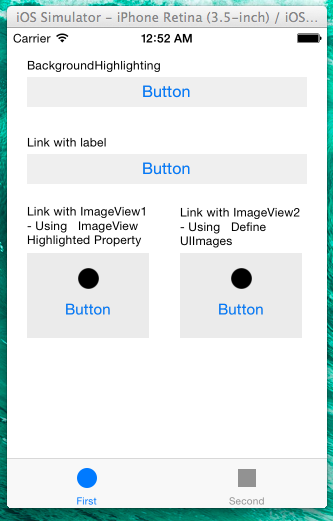 iOS Simulator - iPhone Retina (3.5-inch) / iOS...
Carrier 12:52 AM
BackgroundHighlighting
Button
Link with label
Button
Link with ImageView1
- Using ImageView
Highlighted Property
Button
Link with ImageView2
- Using Define
UIImages
Button
First
Second